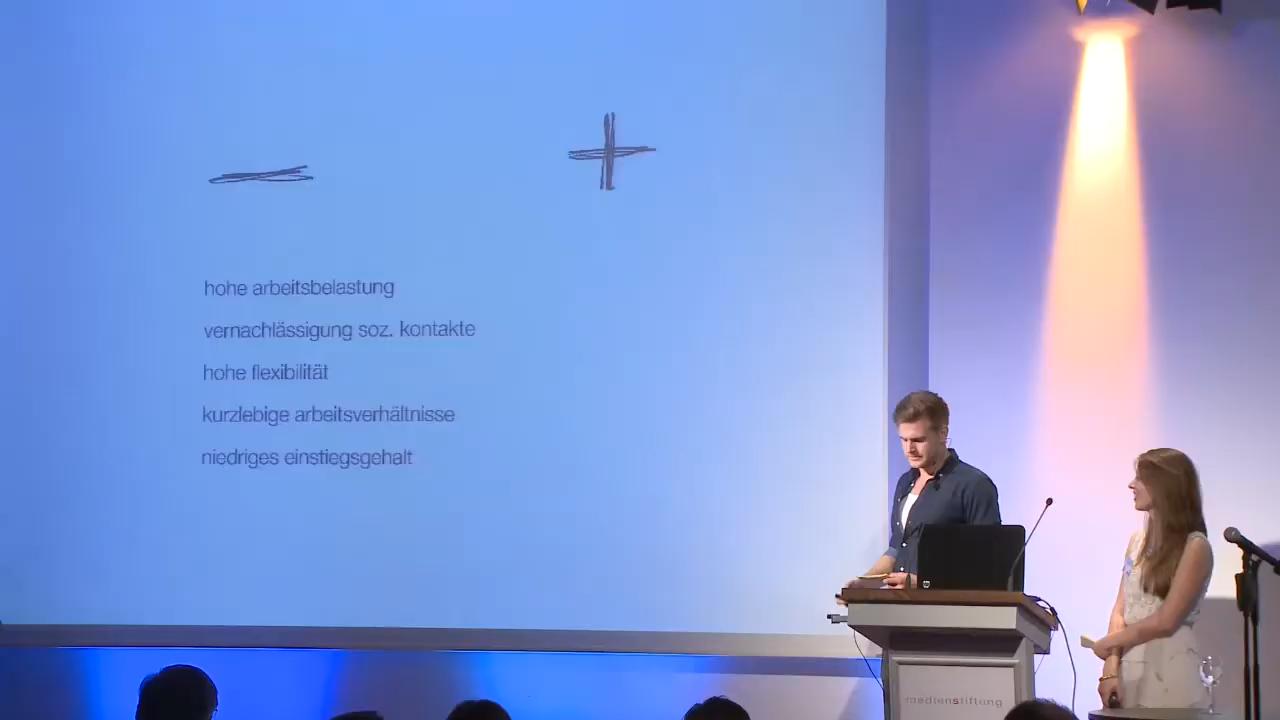 hohe arbeitsbelastung
vernachlässigung soz. kontakte
hohe flexibilität
kurzlebige arbeitsverhältnisse
niedriges einstiegsgehalt
medienstiftung